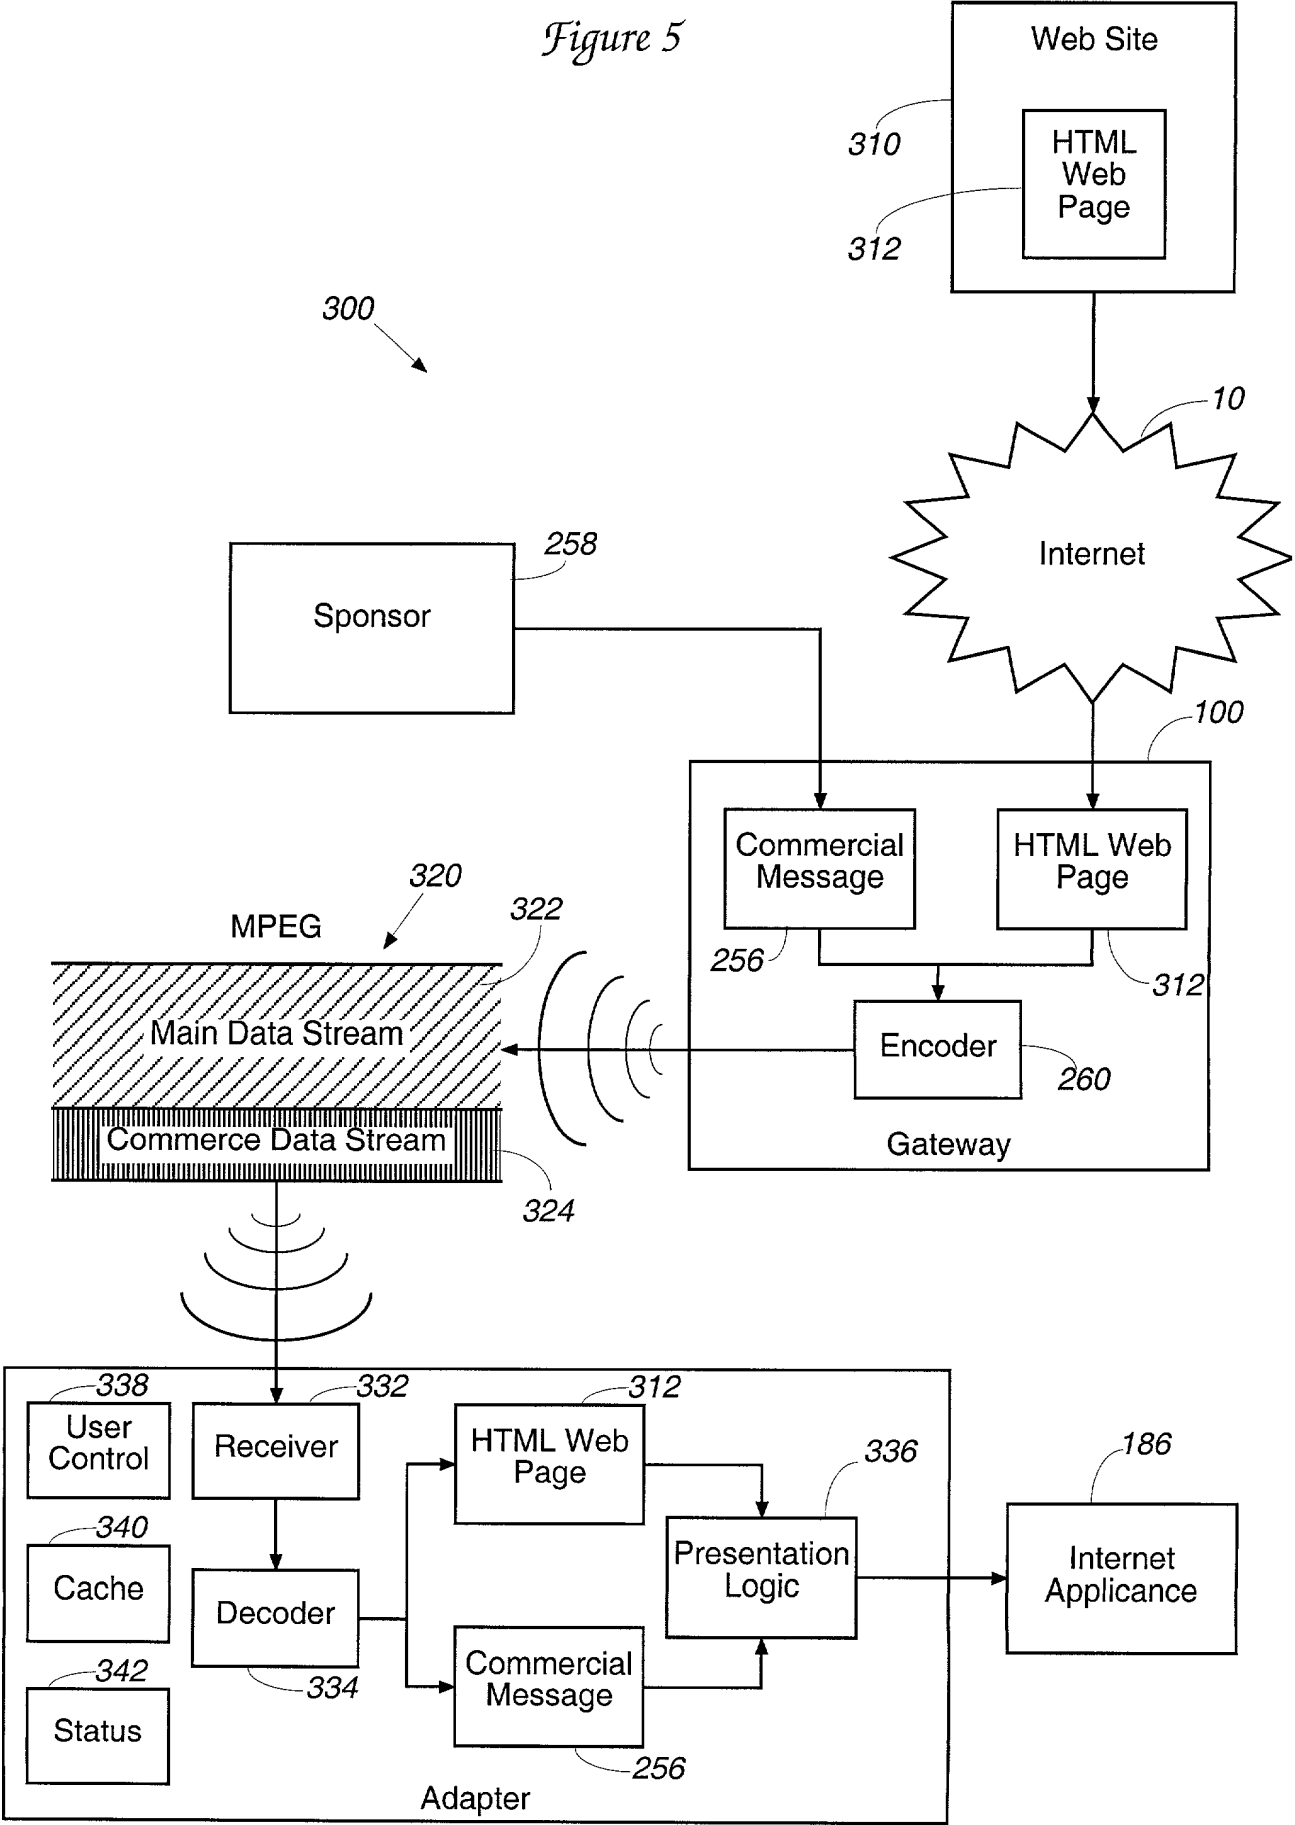 Figure 5
Web Site
HTML
Web
Page
310
312
300
10
Internet
258
Sponsor
100
Commercial
Message
HTML Web
Page
256
312
Encoder
260
Gateway
MPEG
320
322
Main Data Stream
Commerce Data Stream
324
338
User
Control
332
Receiver
312
HTML Web
Page
336
186
340
Cache
Decoder
334
Presentation
Logic
Internet
Applicance
342
Status
Commercial
Message
256
Adapter